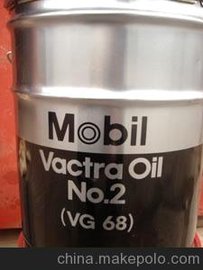 Mobil
Vactra Oil
No.2
(VG 68)
china.makepolo.com